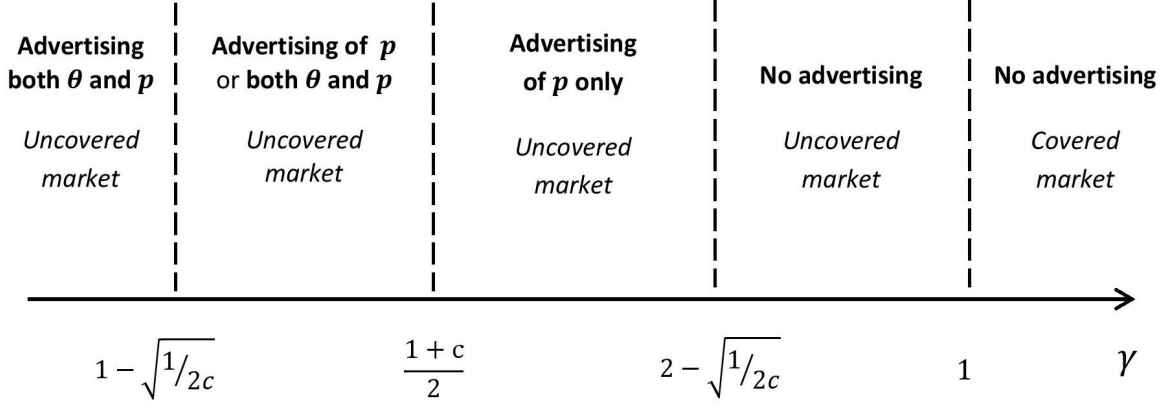 Advertising
both θ and p
Uncovered
market
Advertising of p
or both θ and p
Uncovered
market
Advertising
of p only
Uncovered
market
No advertising
Uncovered
market
No advertising
Covered
market
1 − √1/2c
1 + c
2
2 − √1/2c
1
γ